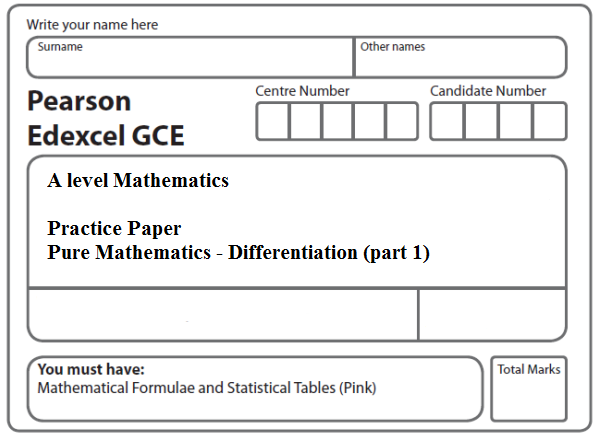 Write your name here
Surname
Other names
Pearson
Edexcel GCE
Centre Number
Candidate Number
A level Mathematics
Practice Paper
Pure Mathematics - Differentiation (part 1)
You must have:
Mathematical Formulae and Statistical Tables (Pink)
Total Marks